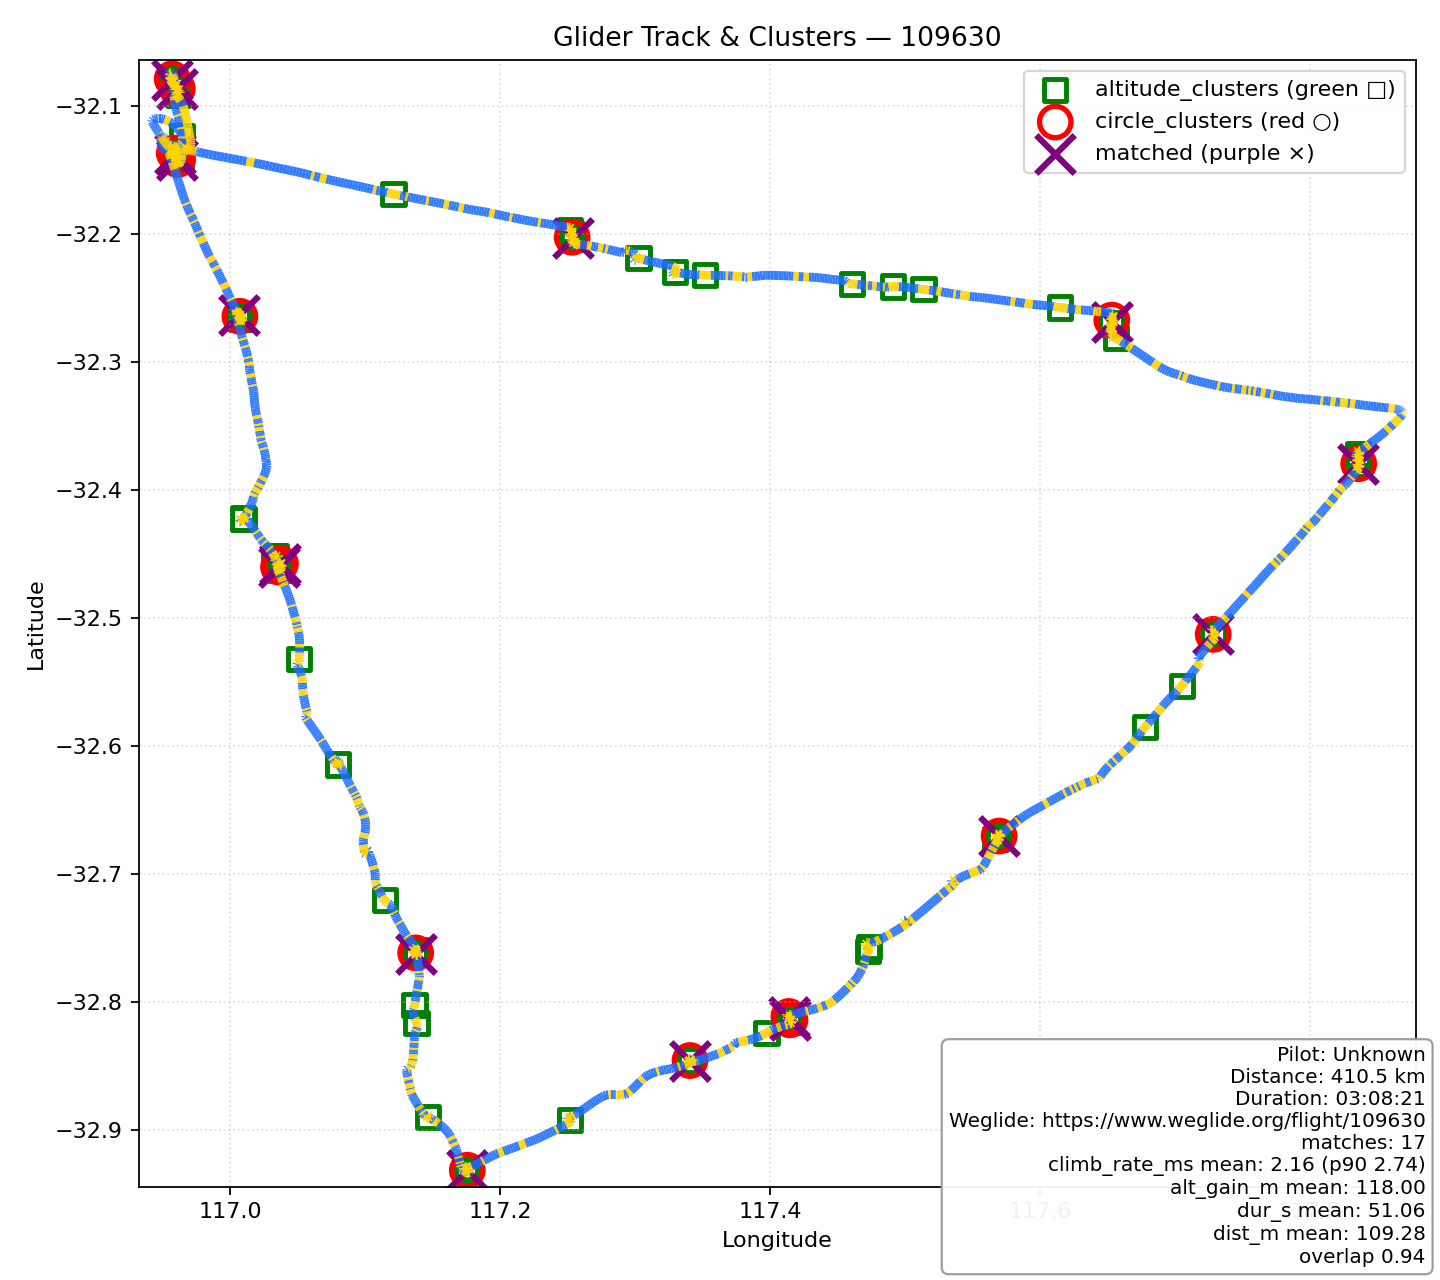 Glider Track & Clusters — 109630
altitude_clusters (green □)
circle_clusters (red ○)
matched (purple ×)
−32.1
−32.2
−32.3
−32.4
−32.5
−32.6
−32.7
−32.8
−32.9
Latitude
117.0
117.2
117.4
117.6
Longitude
Pilot: Unknown
Distance: 410.5 km
Duration: 03:08:21
Weglide: https://www.weglide.org/flight/109630
matches: 17
climb_rate_ms mean: 2.16 (p90 2.74)
alt_gain_m mean: 118.00
dur_s mean: 51.06
dist_m mean: 109.28
overlap 0.94